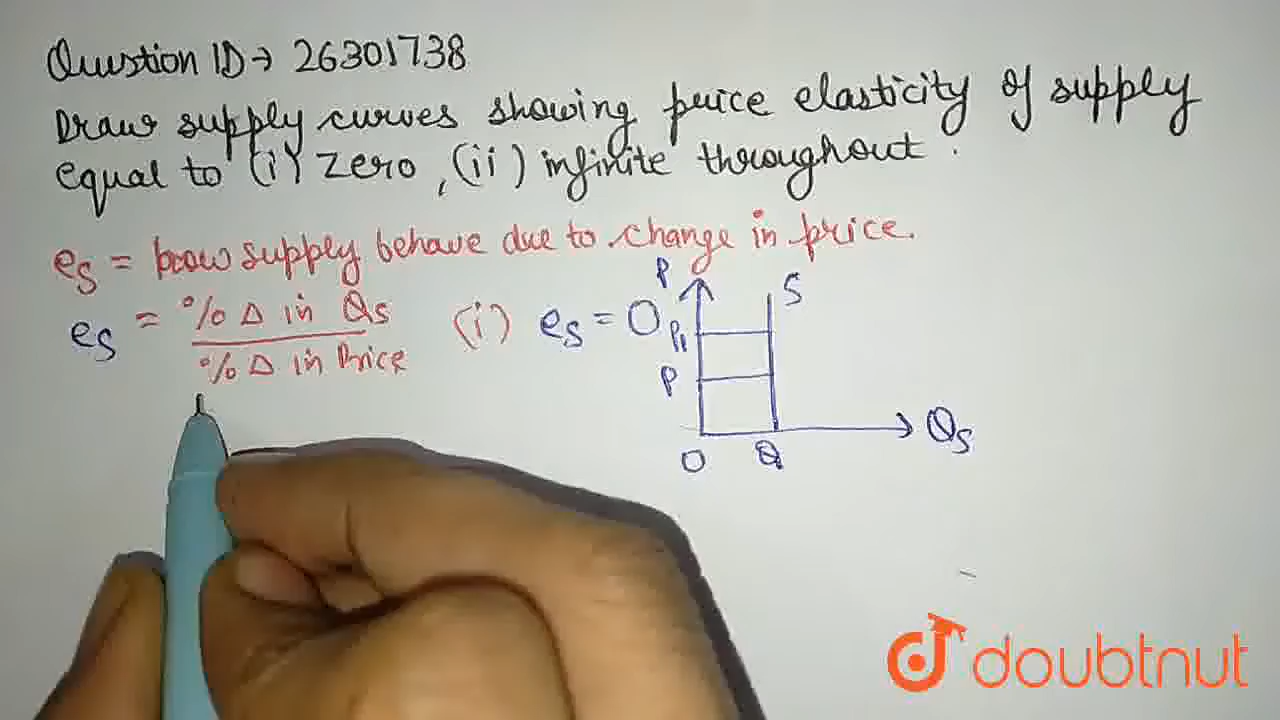 Question ID → 26301738
Draw supply curves showing price elasticity of supply
equal to (i) Zero, (ii) infinite throughout.
es = how supply behave due to change in price.
es = % Δ in Qs
% Δ in Price
(i) es = 0
P
S
P1
P
O
Q
Qs
doubtnut